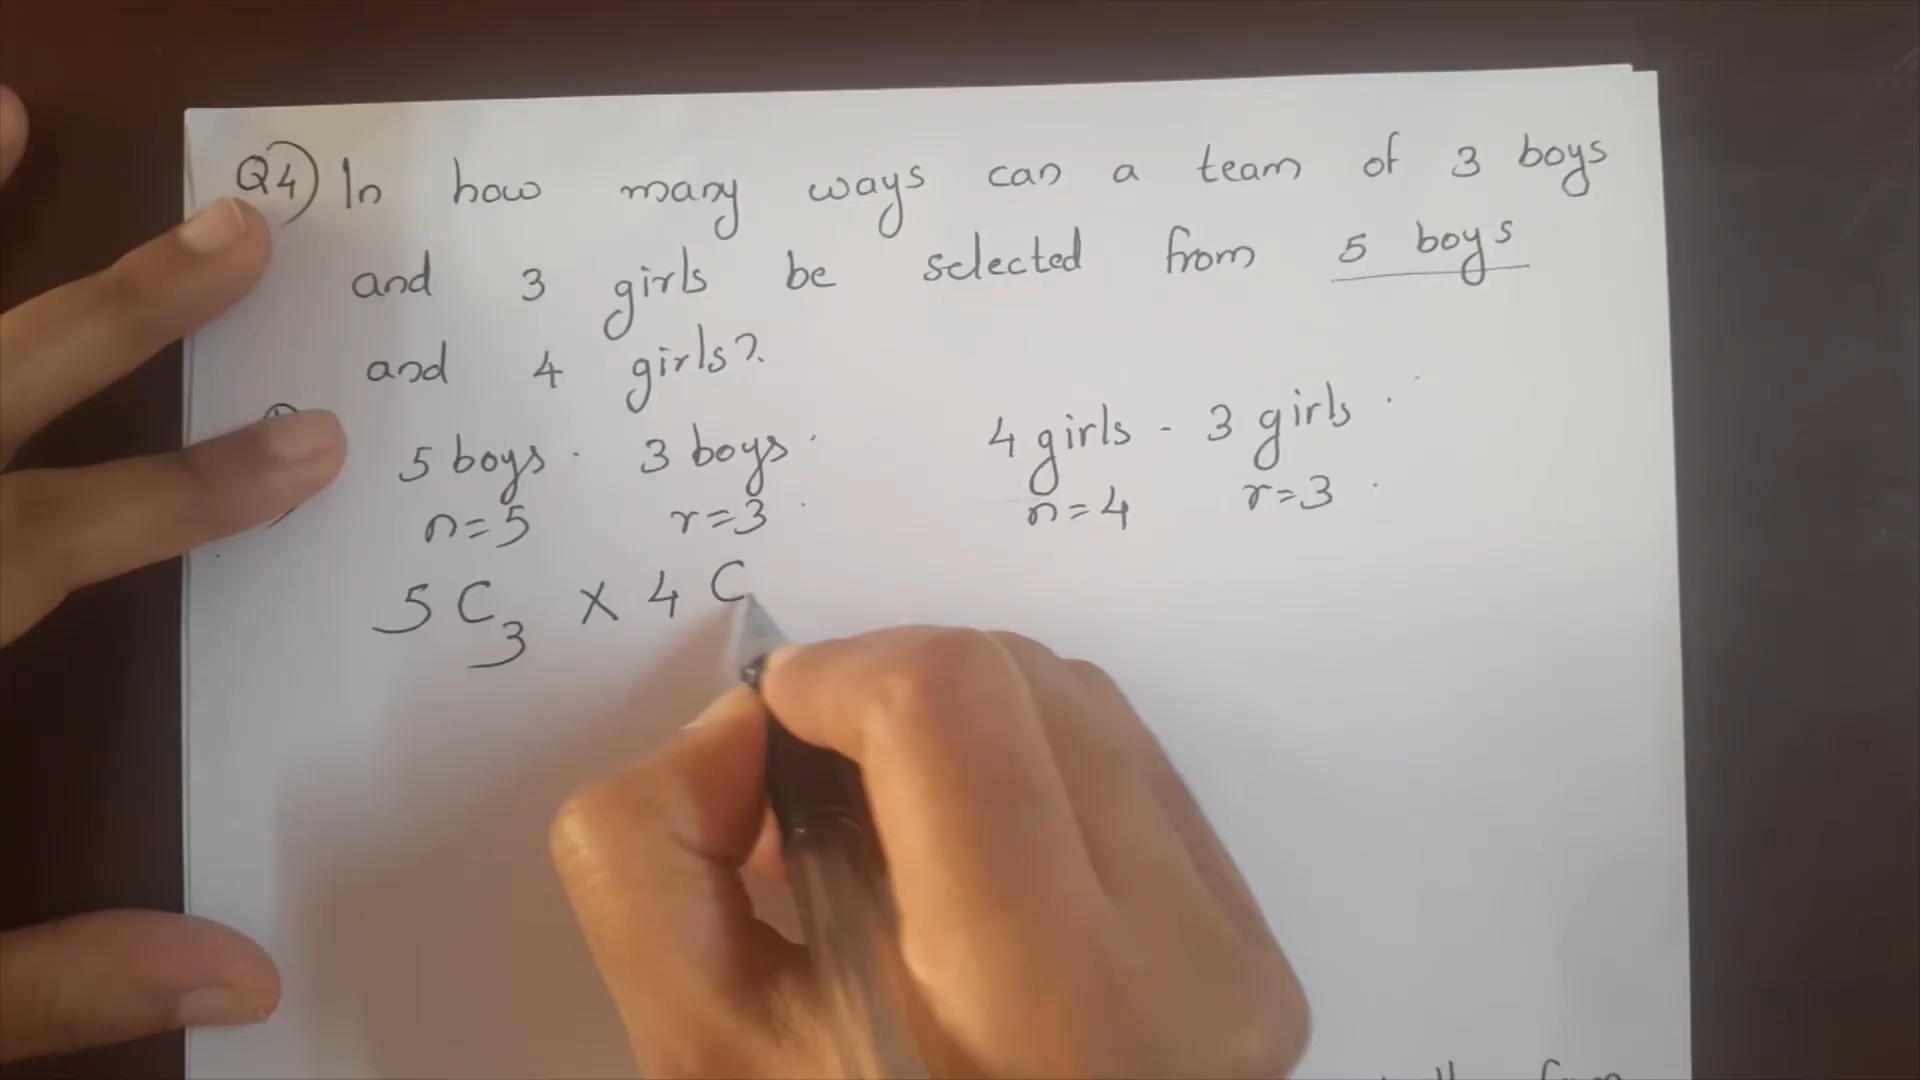 Q4) In how many ways can a team of 3 boys
and 3 girls be selected from 5 boys
and 4 girls?
5 boys - 3 boys. 4 girls - 3 girls.
n=5 r=3. n=4 r=3.
5C3 × 4C